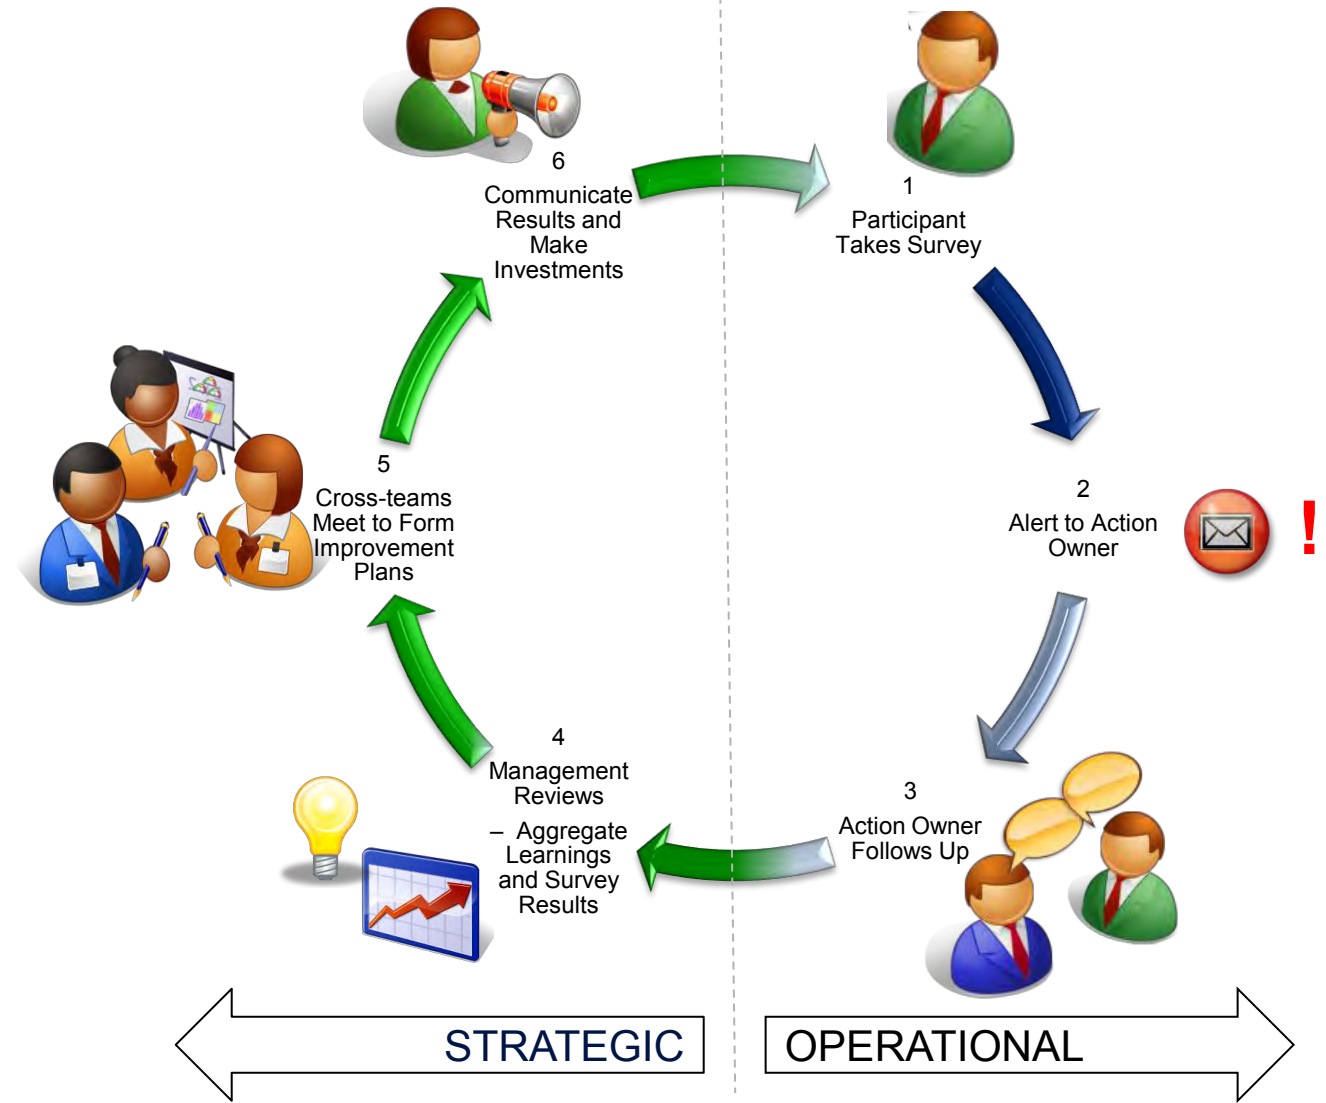 1
Participant
Takes Survey
2
Alert to Action
Owner
!
3
Action Owner
Follows Up
4
Management
Reviews
– Aggregate
Learnings
and Survey
Results
5
Cross-teams
Meet to Form
Improvement
Plans
6
Communicate
Results and
Make
Investments
STRATEGIC
OPERATIONAL